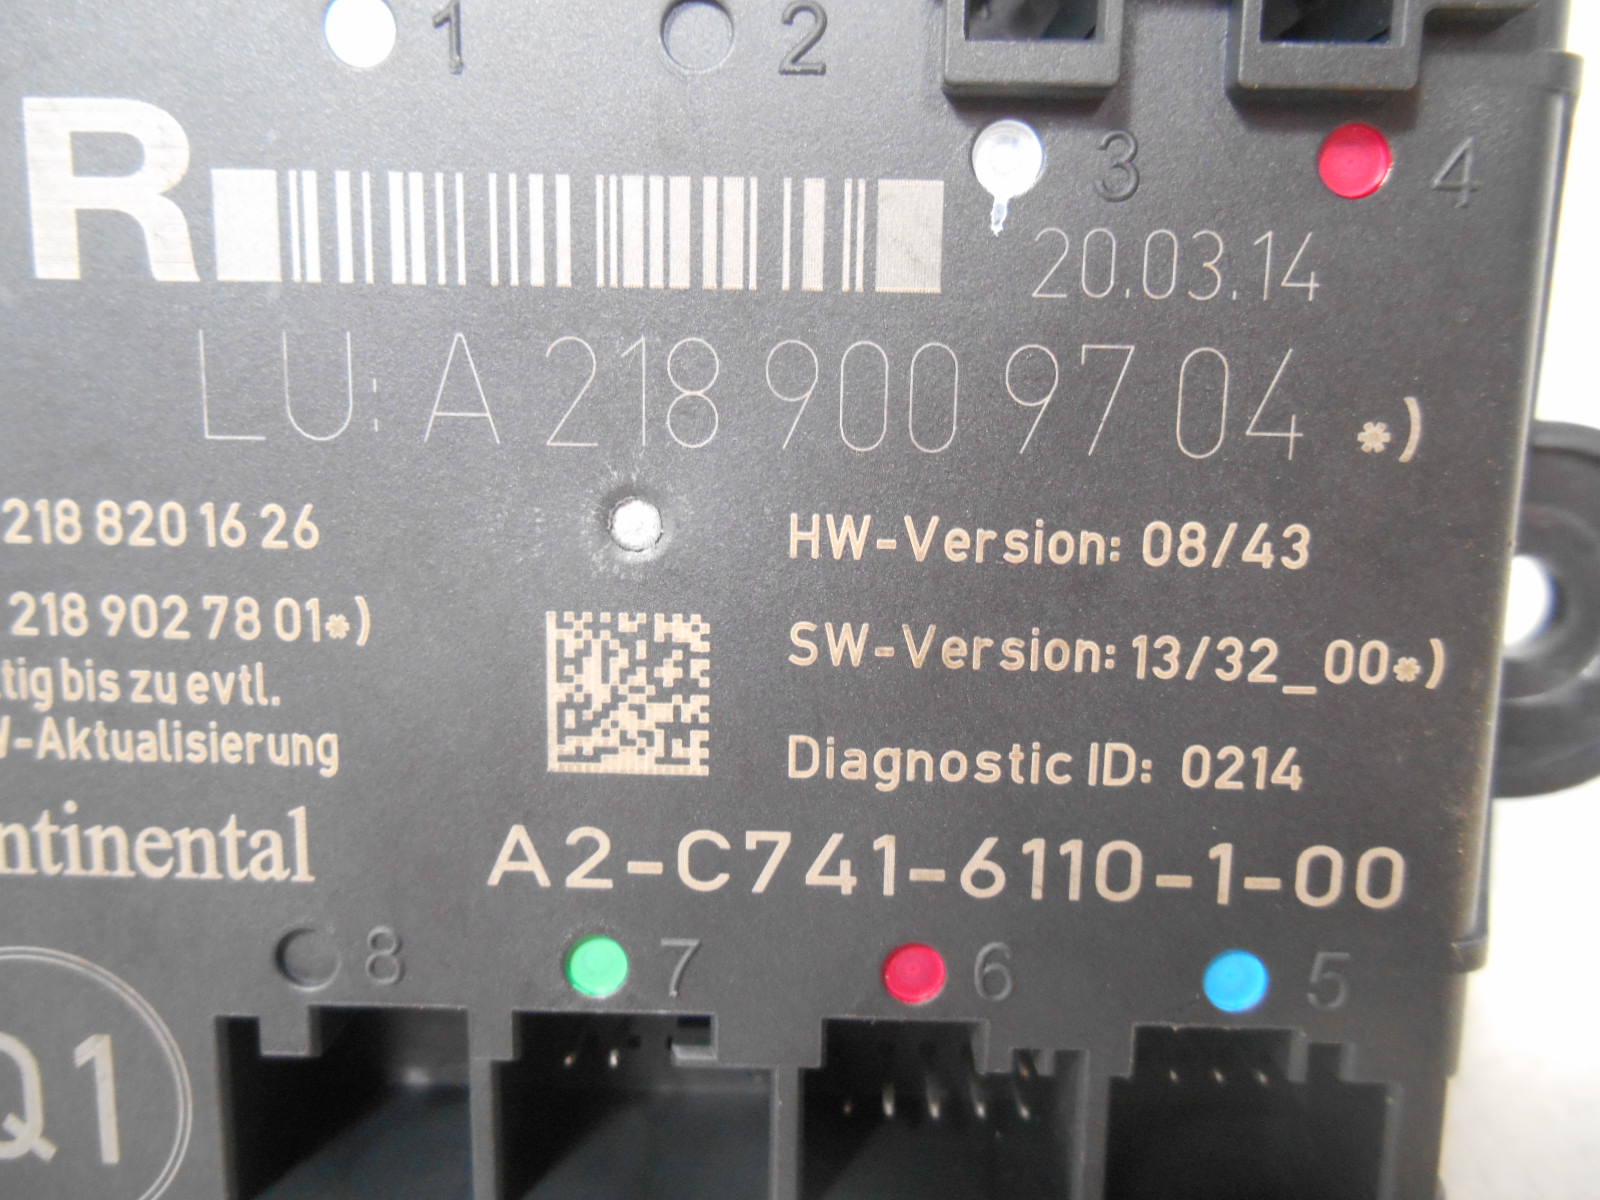 1 2
3 4
R
20.03.14
LU: A 218 900 97 04 *)
218 820 16 26
HW-Version: 08/43
218 902 78 01*)
SW-Version: 13/32_00*)
tig bis zu evtl.
-Aktualisierung
Diagnostic ID: 0214
ntinental
A2-C741-6110-1-00
8 7 6 5
Q1